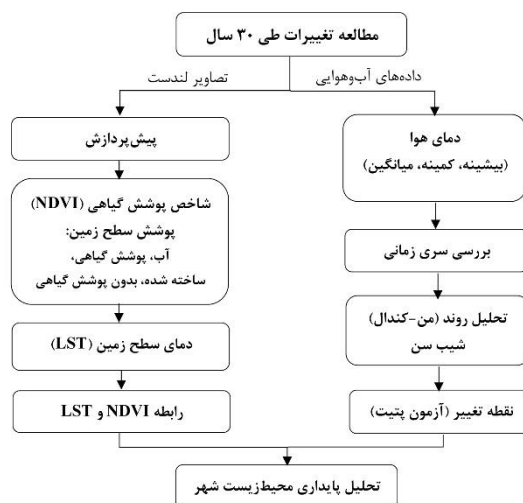 مطالعه تغییرات طی ۳۰ سال
داده‌های آب‌وهوایی
تصاویر لندست
دمای هوا
(بیشینه، کمینه، میانگین)
بررسی سری زمانی
تحلیل روند (من-کندال)
شیب سن
نقطه تغییر (آزمون پتیت)
پیش‌پردازش
شاخص پوشش گیاهی (NDVI)
پوشش سطح زمین:
آب، پوشش گیاهی،
ساخته شده، بدون پوشش گیاهی
دمای سطح زمین (LST)
رابطه NDVI و LST
تحلیل پایداری محیط‌زیست شهر